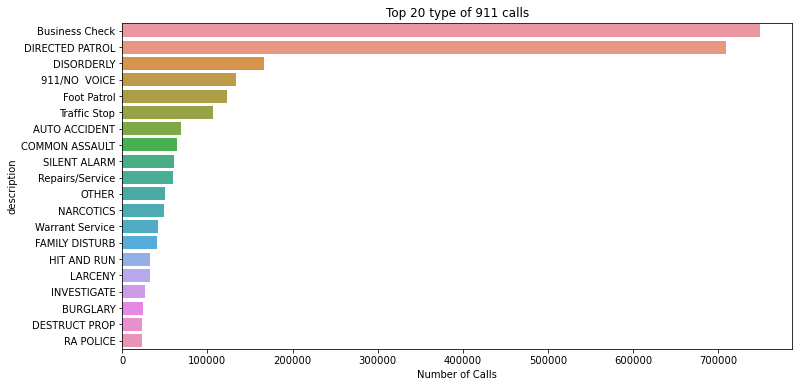 Top 20 type of 911 calls
description
Business Check
DIRECTED PATROL
DISORDERLY
911/NO  VOICE
Foot Patrol
Traffic Stop
AUTO ACCIDENT
COMMON ASSAULT
SILENT ALARM
Repairs/Service
OTHER
NARCOTICS
Warrant Service
FAMILY DISTURB
HIT AND RUN
LARCENY
INVESTIGATE
BURGLARY
DESTRUCT PROP
RA POLICE
0 100000 200000 300000 400000 500000 600000 700000
Number of Calls